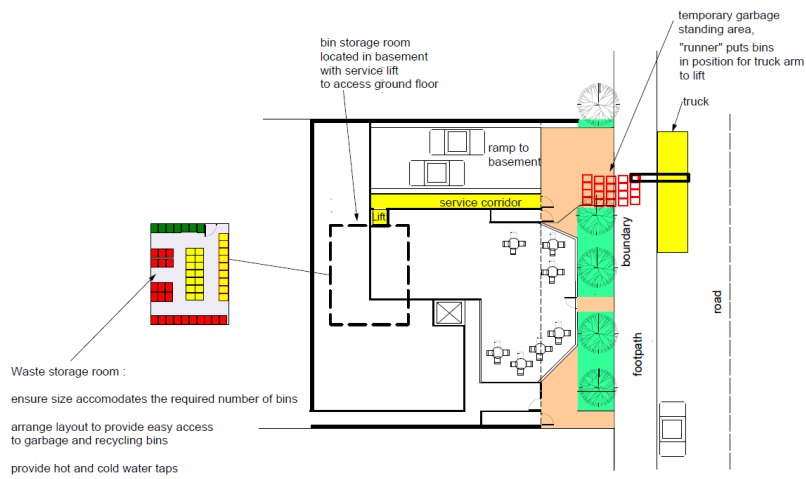 temporary garbage
standing area,
"runner" puts bins
in position for truck arm
to lift
truck
bin storage room
located in basement
with service lift
to access ground floor
ramp to
basement
service corridor
Lift
boundary
footpath
road
Waste storage room :
ensure size accomodates the required number of bins
arrange layout to provide easy access
to garbage and recycling bins
provide hot and cold water taps